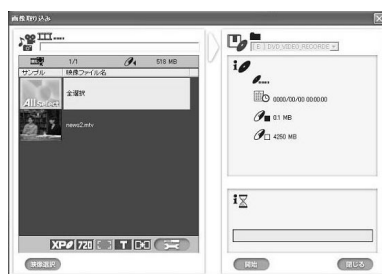 画像取り込み
1/1 518 MB
サンプル 映像ファイル名
All Select 全選択
news2.mtv
XP 720 T
映像選択
[ E: ] DVD_VIDEO_RECORDE
0000/00/00 00:00:00
0.1 MB
4250 MB
開始 閉じる